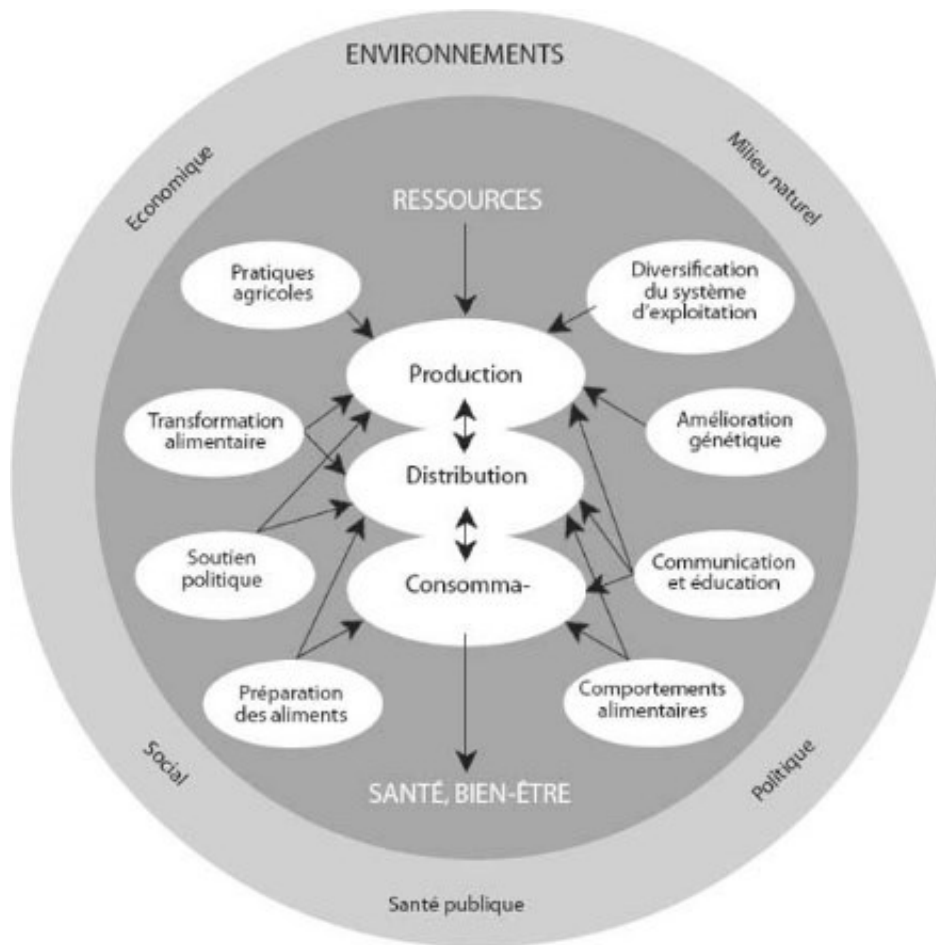 ENVIRONNEMENTS
Economique
Milieu naturel
RESSOURCES
Pratiques
agricoles
Diversification
du système
d'exploitation
Production
Transformation
alimentaire
Amélioration
génétique
Distribution
Soutien
politique
Communication
et éducation
Consomma-
Préparation
des aliments
Comportements
alimentaires
SANTÉ, BIEN-ÊTRE
Social
Politique
Santé publique